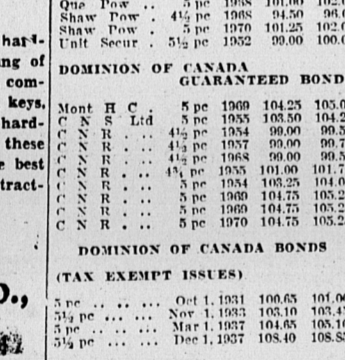 Que Pow .. 5 pc 1968 101.00 102.
Shaw Pow . 4½ pc 1968 94.50 96.
Shaw Pow . 5 pc 1970 101.25 102.
Unit Secur . 5½ pc 1952 99.00 100.
DOMINION OF CANADA
GUARANTEED BOND
Mont H C . 5 pc 1969 104.25 105.
C N S Ltd 5 pc 1955 103.50 104.2
C N R . .. 4½ pc 1954 99.00 99.5
C N R . .. 4½ pc 1957 99.00 99.7
C N R . .. 4½ pc 1968 99.00 99.5
C N R . .. 4¾ pc 1955 101.00 101.7
C N R . .. 5 pc 1954 103.25 104.0
C N R . .. 5 pc 1969 104.75 105.2
C N R . .. 5 pc 1969 104.75 105.2
C N R . .. 5 pc 1970 104.75 105.2
DOMINION OF CANADA BONDS
(TAX EXEMPT ISSUES)
5 pc .. .. .. Oct 1, 1931 100.65 101.0
5½ pc .. .. .. Nov 1, 1933 103.10 103.4
5 pc .. .. .. Mar 1, 1937 104.65 105.1
5½ pc .. .. .. Dec 1, 1937 108.40 108.8
hard-
ing of
com-
keys,
hard-
these
best
tract-